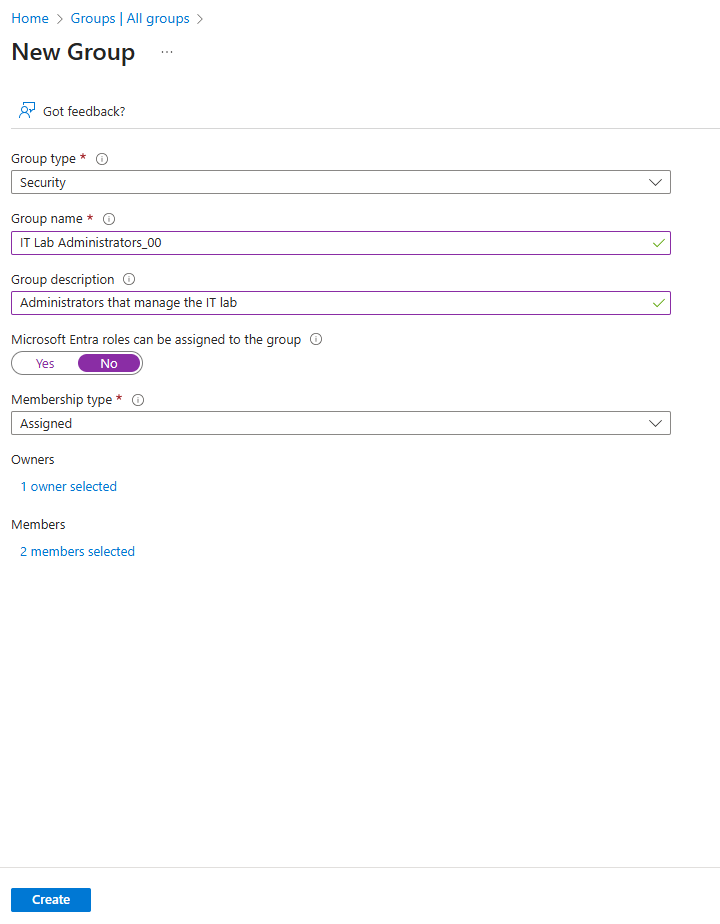 Home > Groups | All groups >
New Group ...
Got feedback?
Group type *
Security
Group name *
IT Lab Administrators_00
Group description
Administrators that manage the IT lab
Microsoft Entra roles can be assigned to the group
Yes No
Membership type *
Assigned
Owners
1 owner selected
Members
2 members selected
Create